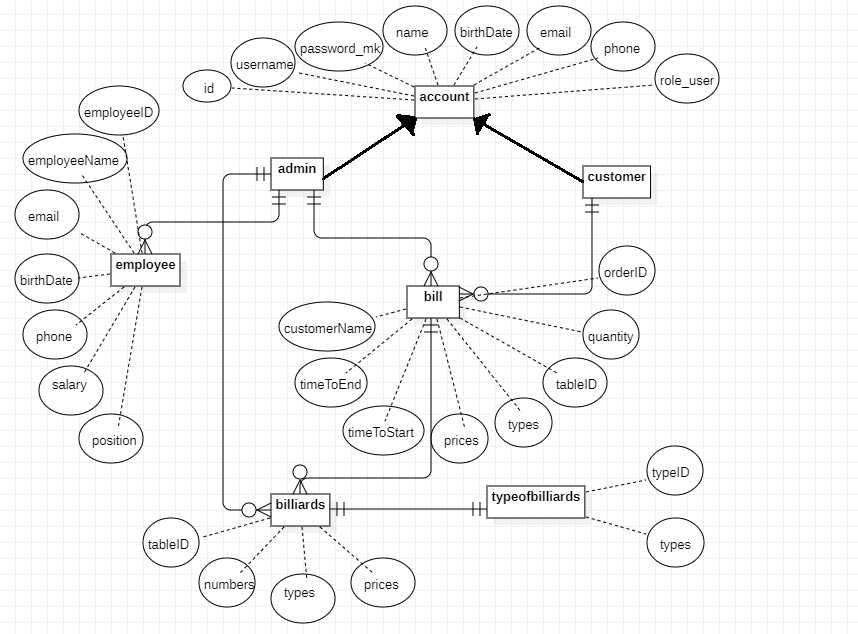 name
birthDate
email
password_mk
phone
username
role_user
id
account
employeeID
employeeName
admin
customer
email
employee
orderID
birthDate
bill
customerName
quantity
phone
timeToEnd
tableID
salary
types
timeToStart
position
prices
typeID
typeofbilliards
billiards
tableID
types
numbers
types
prices